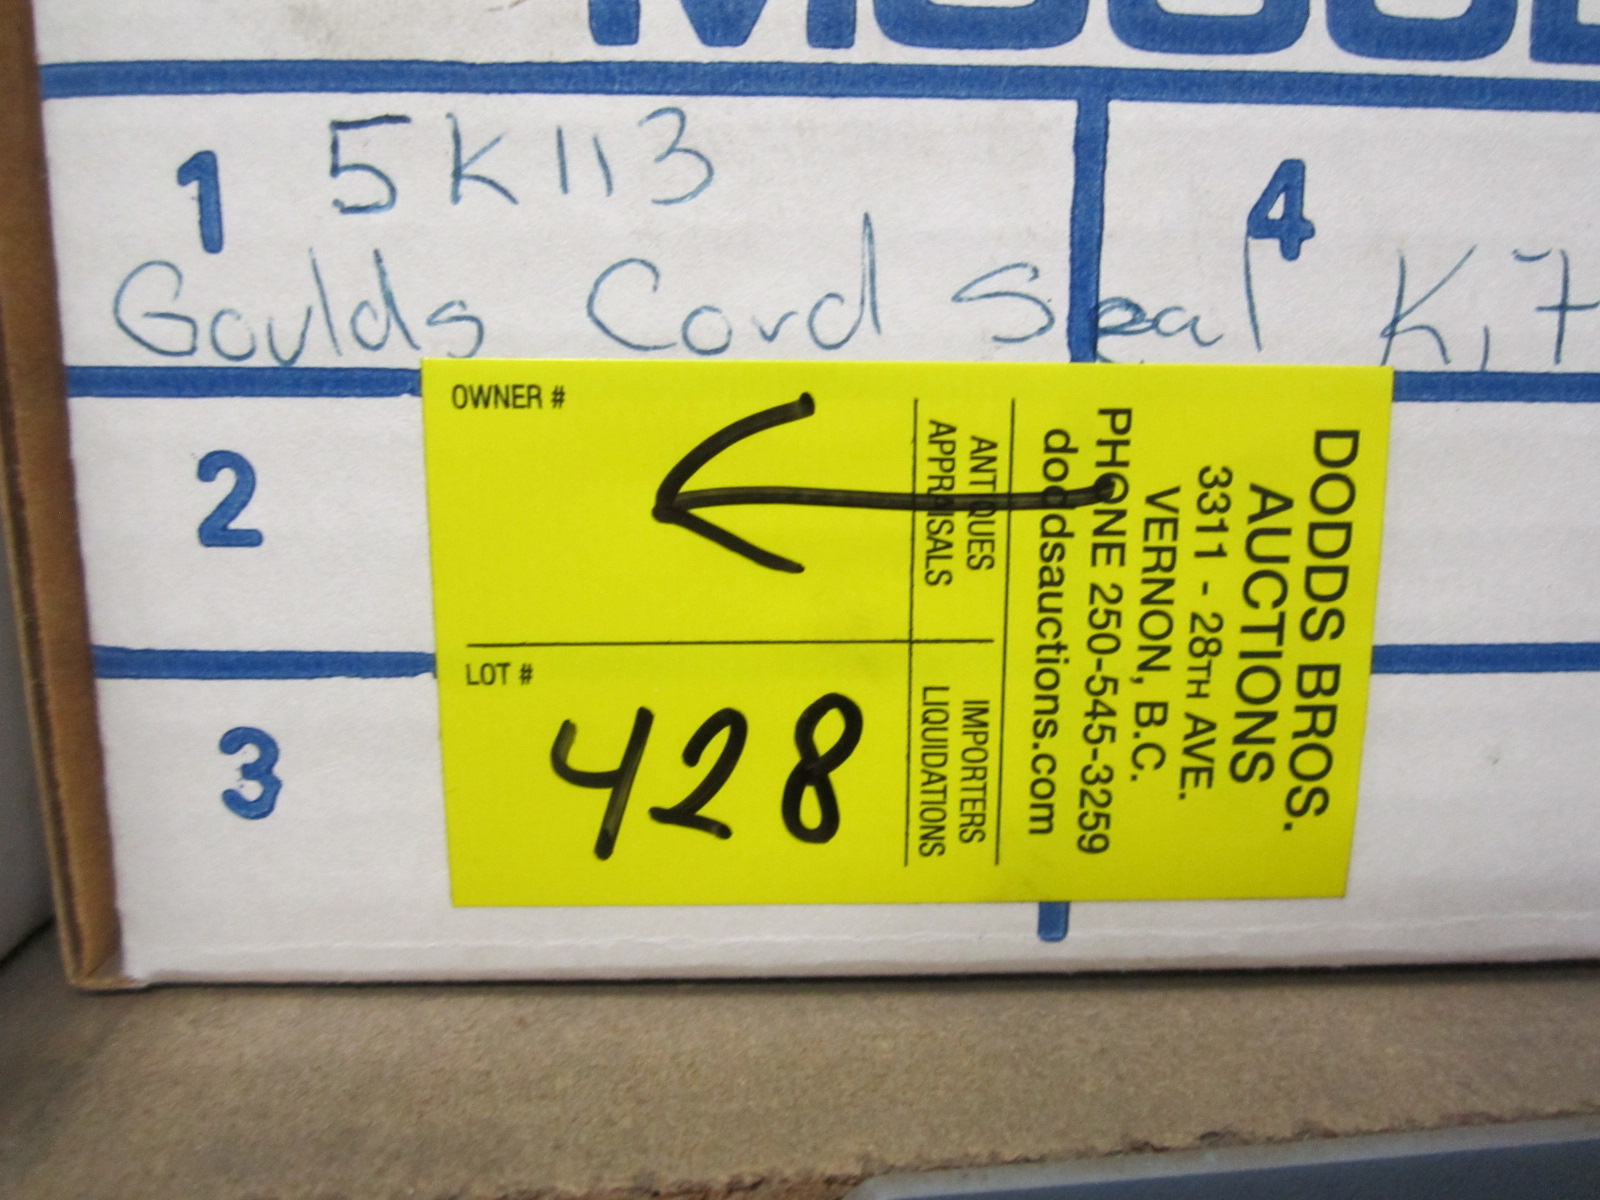 1 5K113 4
Goulds Cord Seal Kit
2
3
OWNER #
LOT #
428
DODDS BROS.
AUCTIONS
3311 - 28TH AVE.
VERNON, B.C.
PHONE 250-545-3259
doddsauctions.com
ANTIQUES IMPORTERS
APPRAISALS LIQUIDATIONS